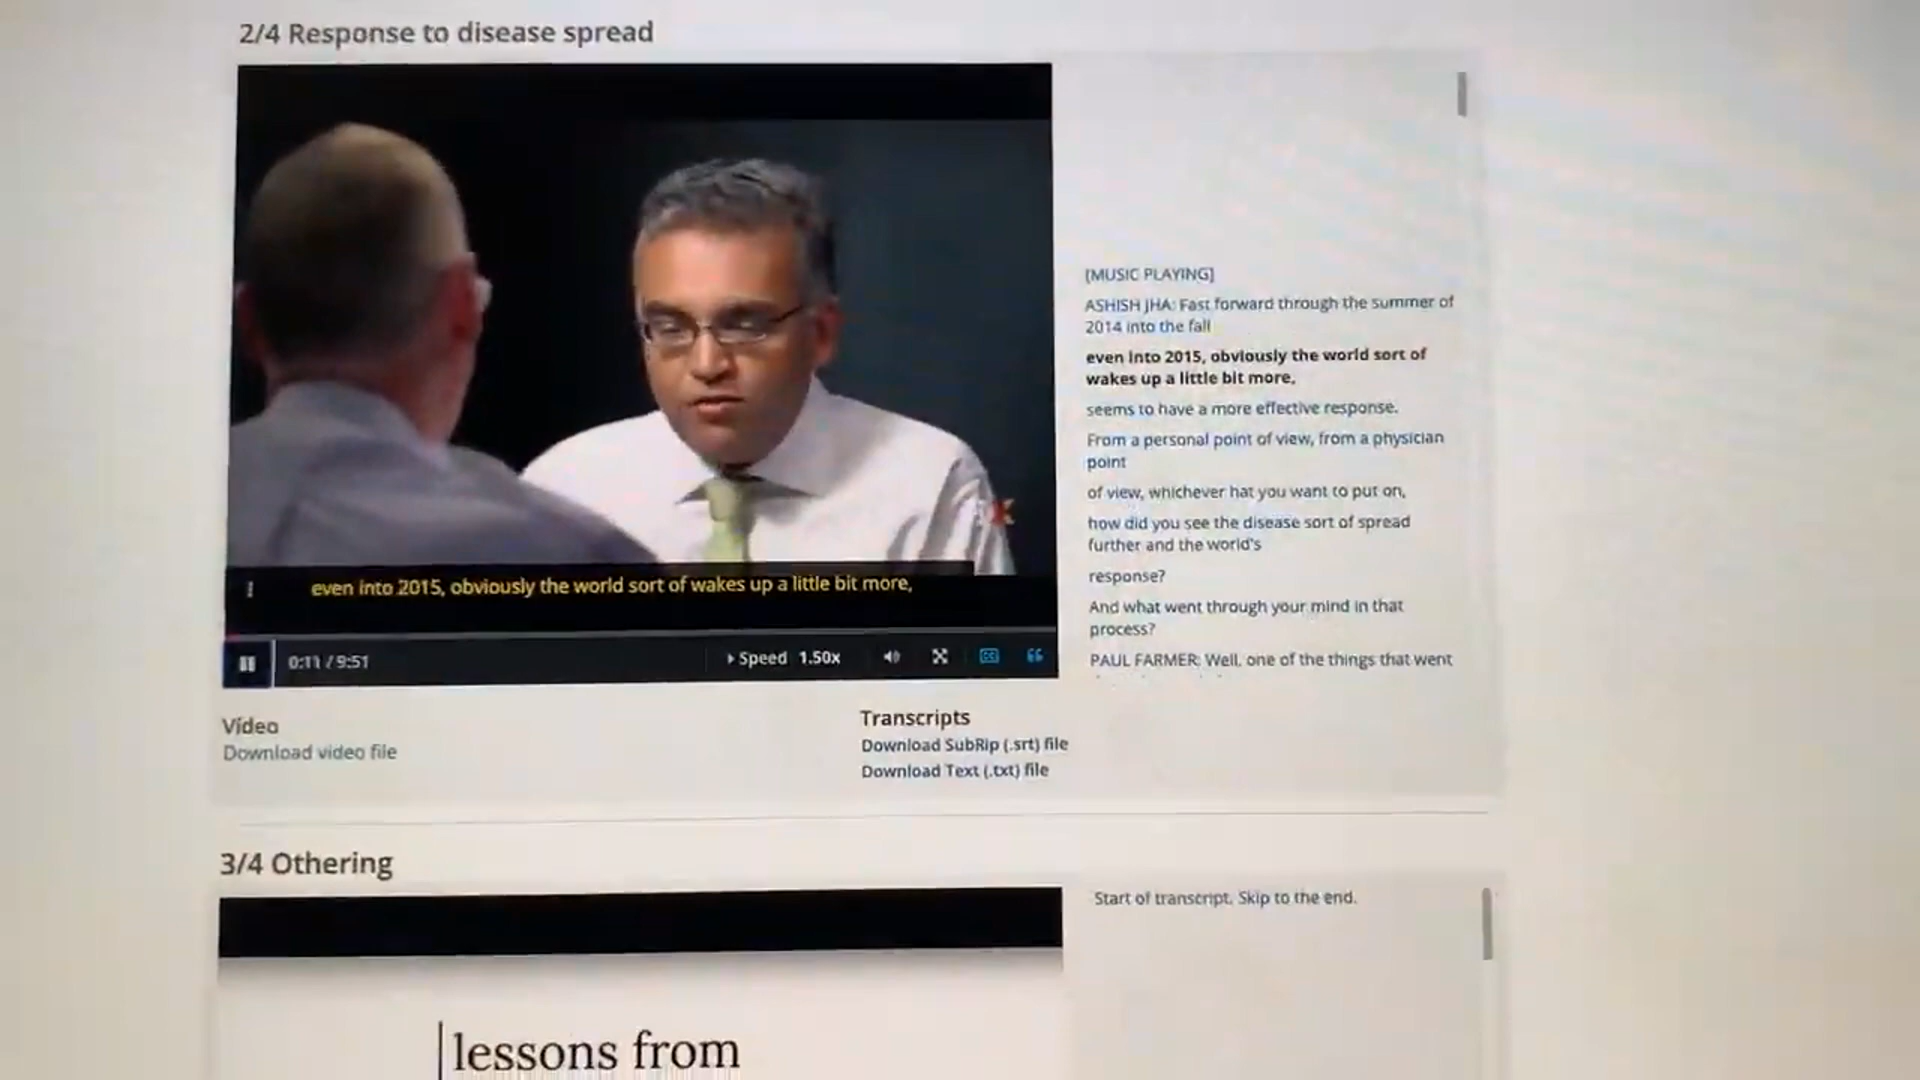 2/4 Response to disease spread
[MUSIC PLAYING]
ASHISH JHA: Fast forward through the summer of
2014 into the fall
even into 2015, obviously the world sort of
wakes up a little bit more,
seems to have a more effective response.
From a personal point of view, from a physician
point
of view, whichever hat you want to put on,
how did you see the disease sort of spread
further and the world's
response?
And what went through your mind in that
process?
PAUL FARMER: Well, one of the things that went
even into 2015, obviously the world sort of wakes up a little bit more,
0:11 / 9:51
Speed 1.50x
Video
Download video file
Transcripts
Download SubRip (.srt) file
Download Text (.txt) file
3/4 Othering
Start of transcript. Skip to the end.
lessons from